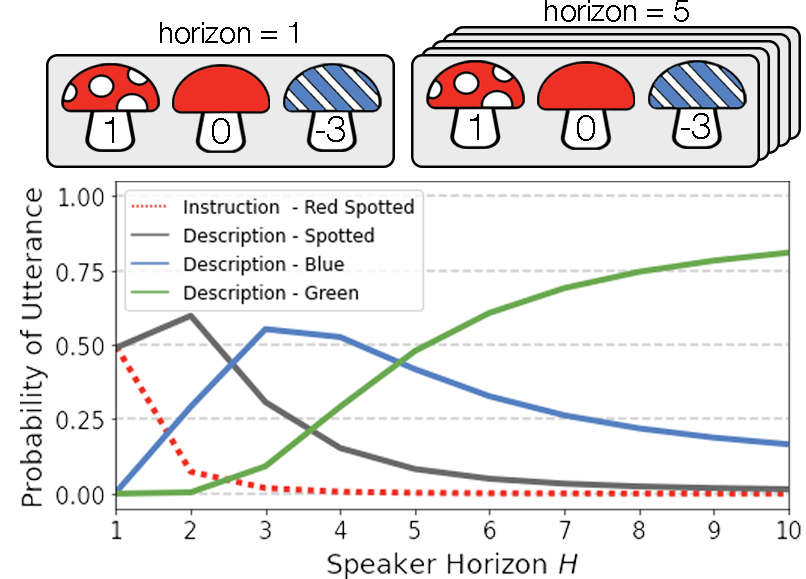 horizon = 1
horizon = 5
1 0 -3
1 0 -3
Probability of Utterance
1.00
0.75
0.50
0.25
0.00
Instruction  - Red Spotted
Description - Spotted
Description - Blue
Description - Green
1 2 3 4 5 6 7 8 9 10
Speaker Horizon H